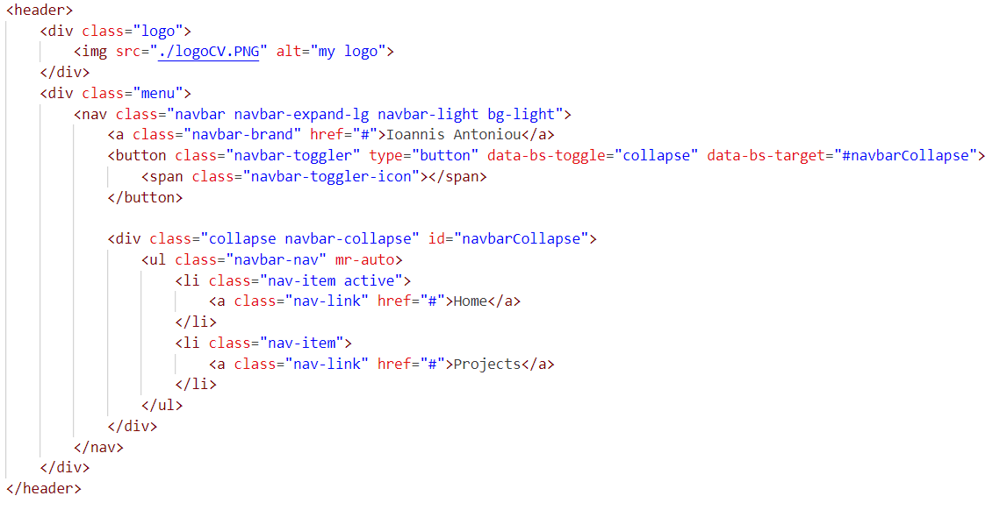 <header>
<div class="logo">
<img src="./logoCV.PNG" alt="my logo">
</div>
<div class="menu">
<nav class="navbar navbar-expand-lg navbar-light bg-light">
<a class="navbar-brand" href="#">Ioannis Antoniou</a>
<button class="navbar-toggler" type="button" data-bs-toggle="collapse" data-bs-target="#navbarCollapse">
<span class="navbar-toggler-icon"></span>
</button>
<div class="collapse navbar-collapse" id="navbarCollapse">
<ul class="navbar-nav" mr-auto>
<li class="nav-item active">
<a class="nav-link" href="#">Home</a>
</li>
<li class="nav-item">
<a class="nav-link" href="#">Projects</a>
</li>
</ul>
</div>
</nav>
</div>
</header>